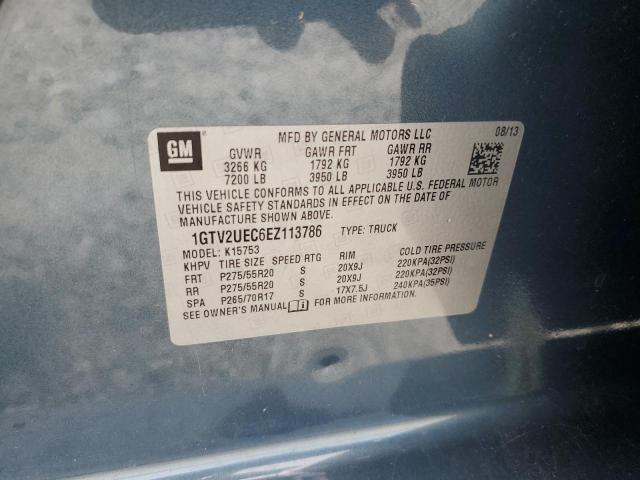 GM
MFD BY GENERAL MOTORS LLC 08/13
GVWR GAWR FRT GAWR RR
3266 KG 1792 KG 1792 KG
7200 LB 3950 LB 3950 LB
THIS VEHICLE CONFORMS TO ALL APPLICABLE U.S. FEDERAL MOTOR
VEHICLE SAFETY STANDARDS IN EFFECT ON THE DATE OF
MANUFACTURE SHOWN ABOVE.
1GTV2UEC6EZ113786 TYPE: TRUCK
MODEL: K15753
KHPV TIRE SIZE SPEED RTG RIM COLD TIRE PRESSURE
FRT P275/55R20 S 20X9J 220KPA(32PSI)
RR P275/55R20 S 20X9J 220KPA(32PSI)
SPA P265/70R17 S 17X7.5J 240KPA(35PSI)
SEE OWNER'S MANUAL FOR MORE INFORMATION.